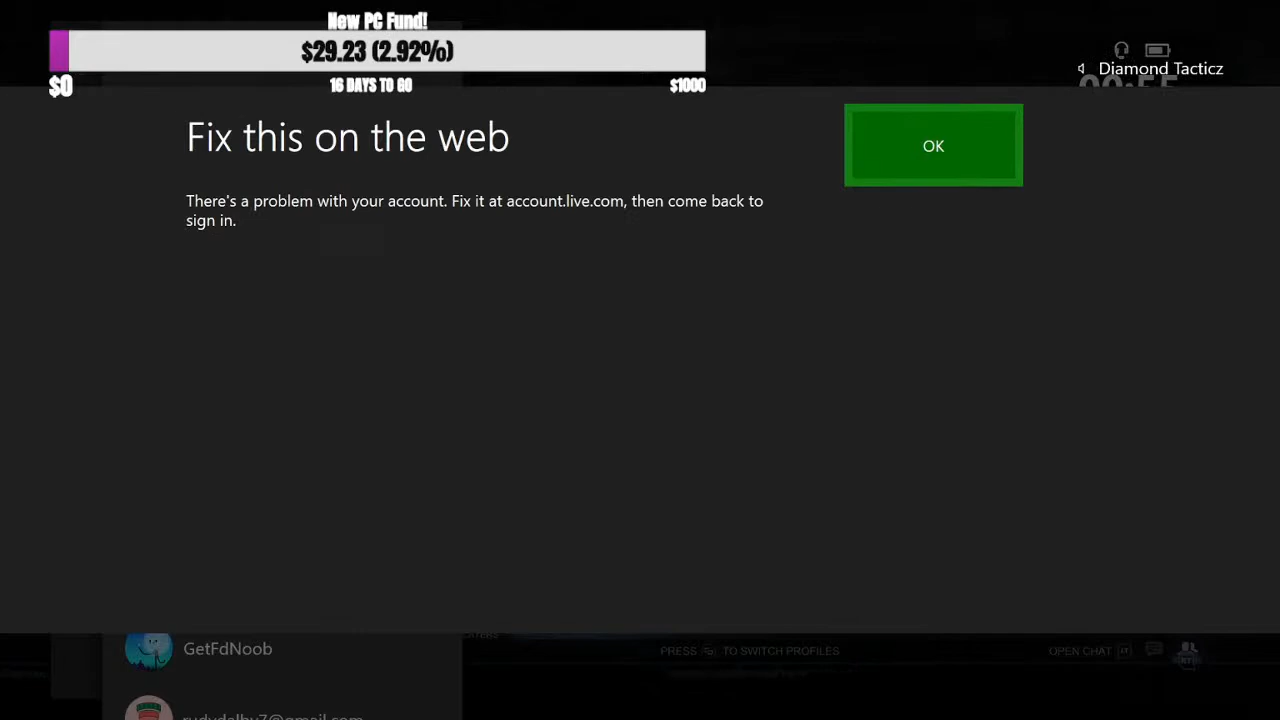 New PC Fund!
$29.23 (2.92%)
$0
16 DAYS TO GO
$1000
Diamond Tacticz
Fix this on the web
OK
There's a problem with your account. Fix it at account.live.com, then come back to
sign in.
GetFdNoob
PRESS TO SWITCH PROFILES
OPEN CHAT